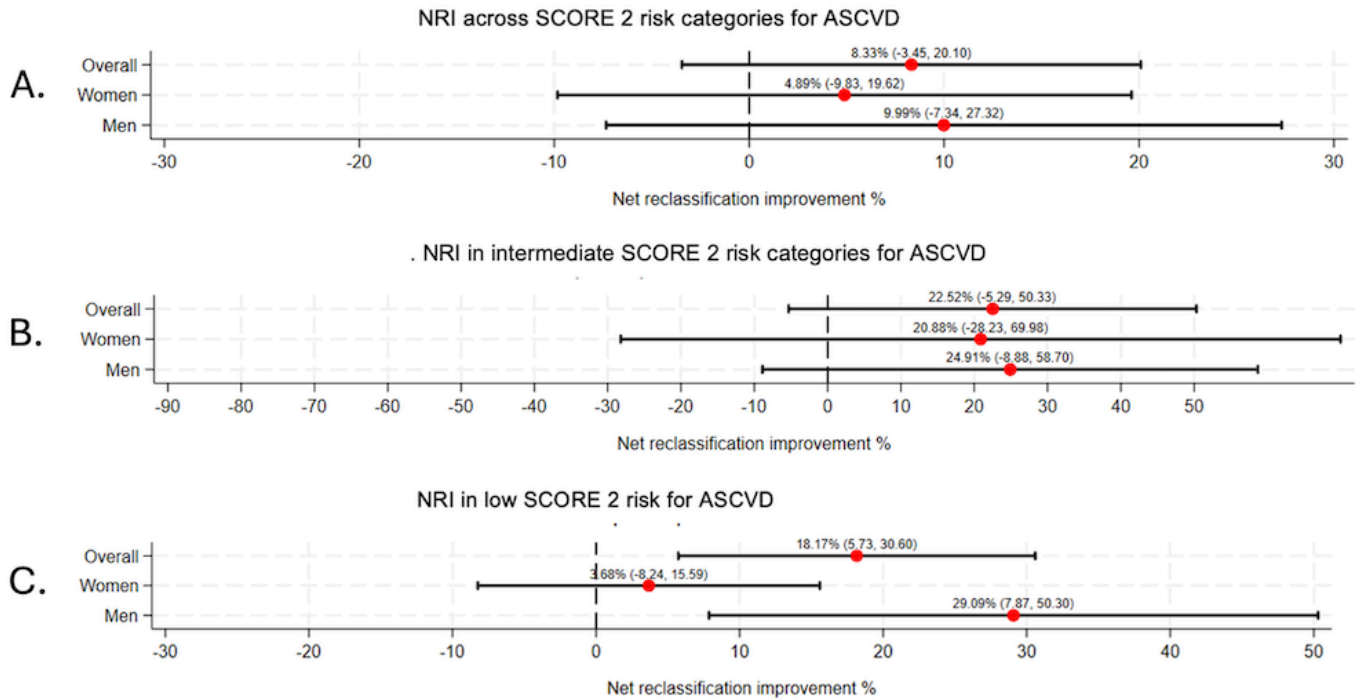 NRI across SCORE 2 risk categories for ASCVD
A.
Overall
8.33% (-3.45, 20.10)
Women
4.89% (-9.83, 19.62)
Men
9.99% (-7.34, 27.32)
-30 -20 -10 0 10 20 30
Net reclassification improvement %
. NRI in intermediate SCORE 2 risk categories for ASCVD
B.
Overall
22.52% (-5.29, 50.33)
Women
20.88% (-28.23, 69.98)
Men
24.91% (-8.88, 58.70)
-90 -80 -70 -60 -50 -40 -30 -20 -10 0 10 20 30 40 50
Net reclassification improvement %
NRI in low SCORE 2 risk for ASCVD
C.
Overall
18.17% (5.73, 30.60)
Women
3.68% (-8.24, 15.59)
Men
29.09% (7.87, 50.30)
-30 -20 -10 0 10 20 30 40 50
Net reclassification improvement %